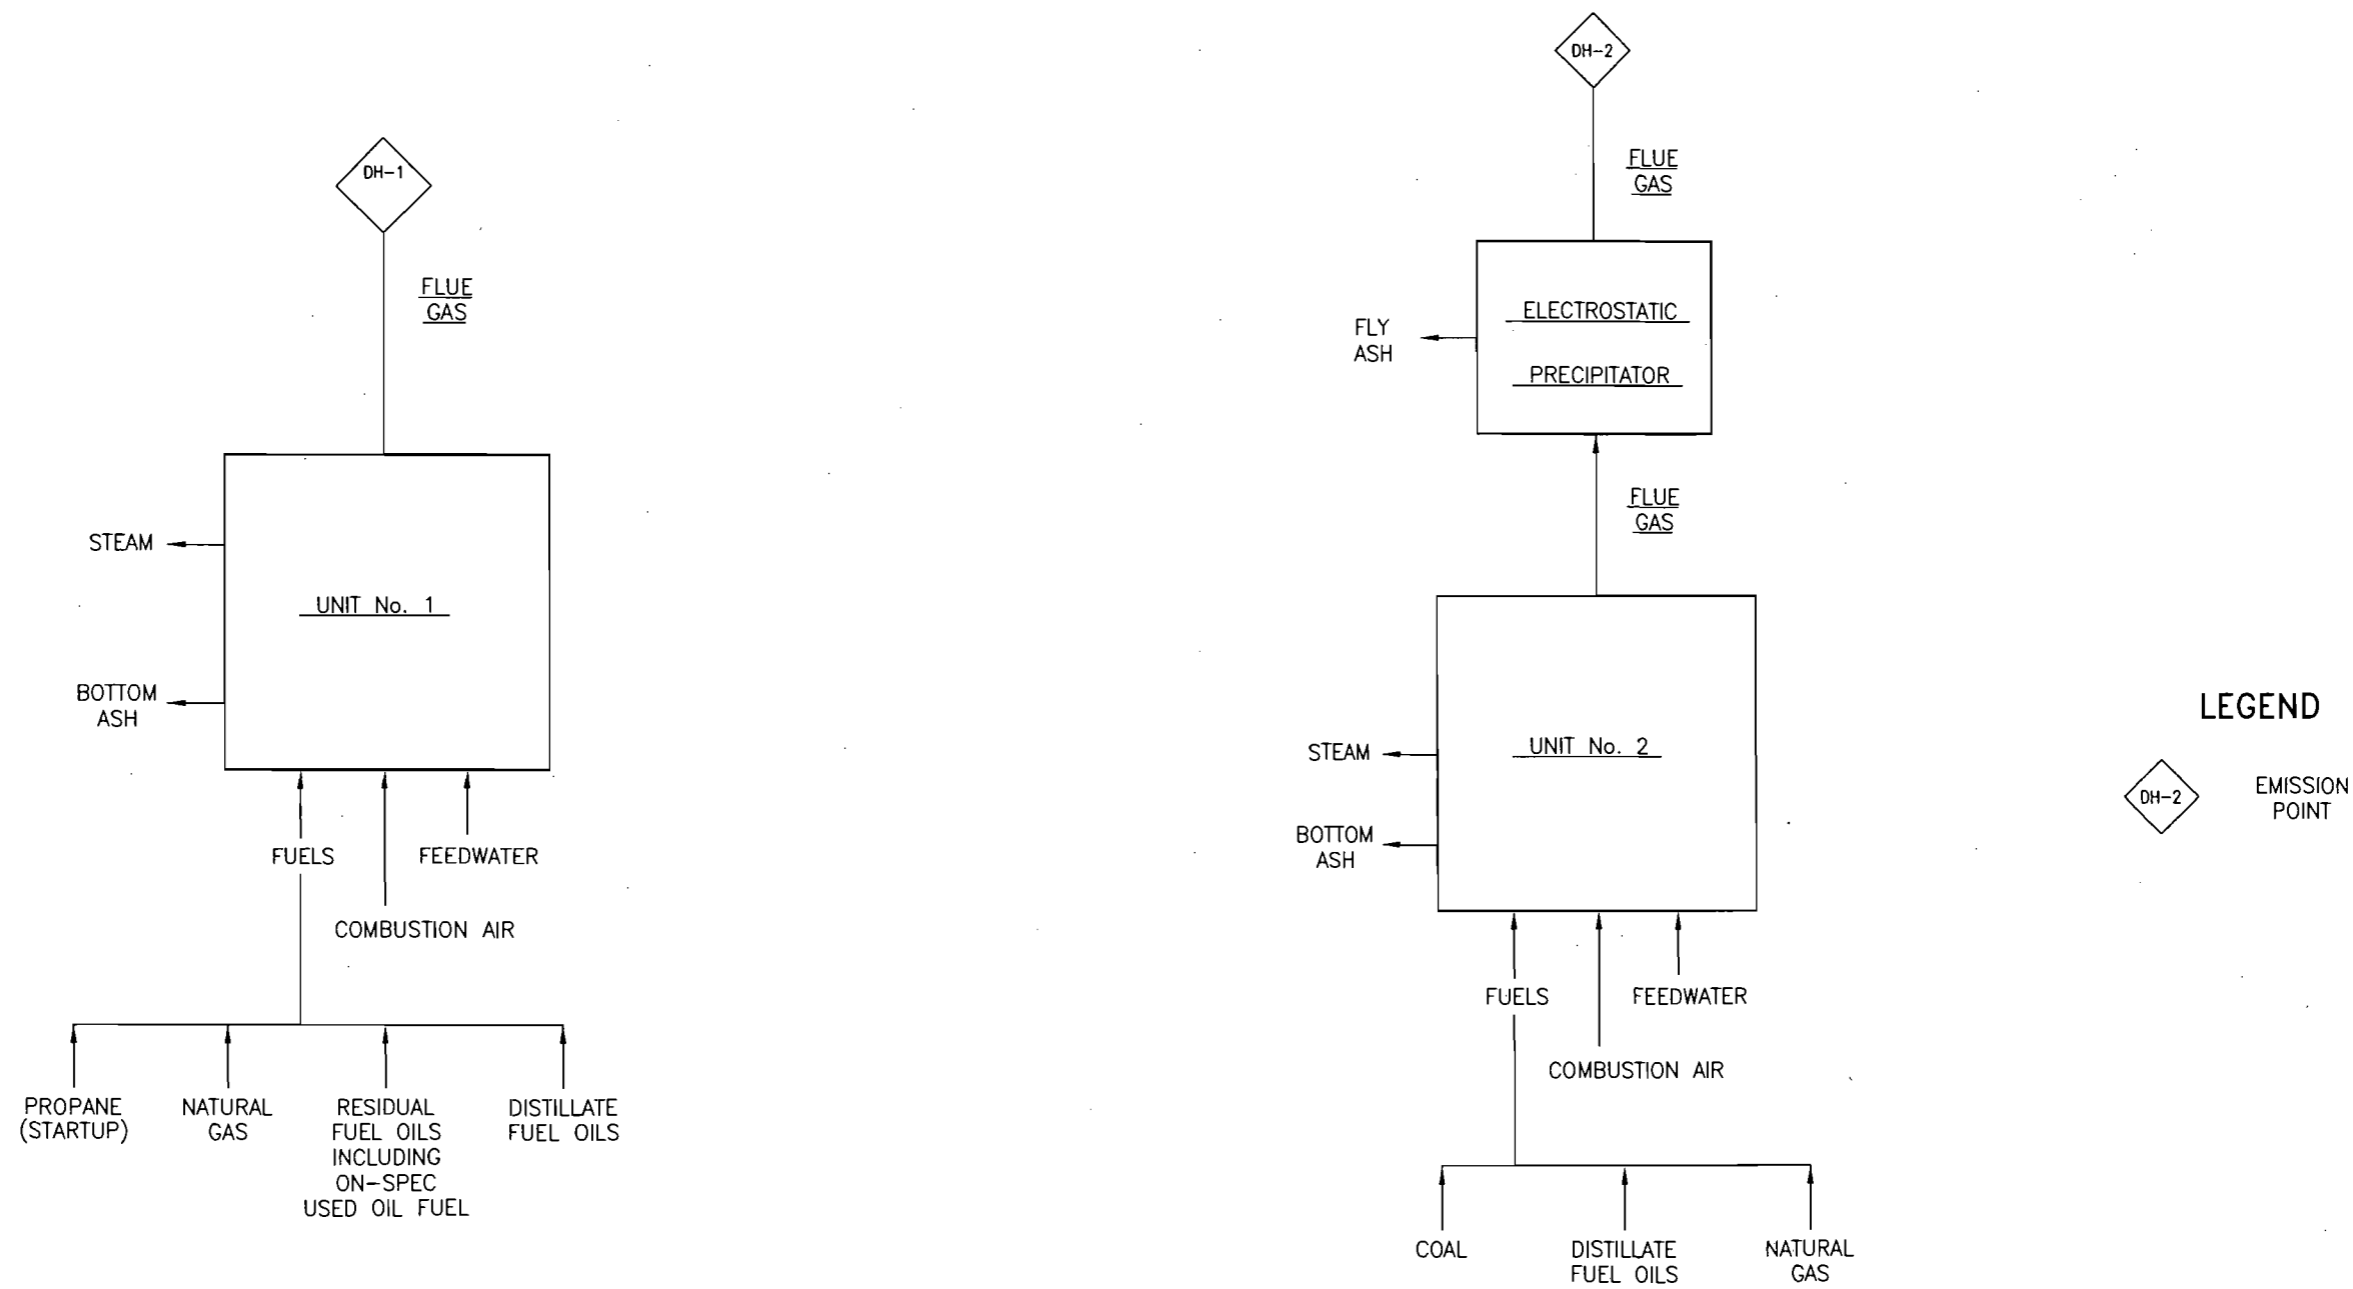 DH-1
FLUE
GAS
STEAM
UNIT No. 1
BOTTOM
ASH
FUELS
FEEDWATER
COMBUSTION AIR
PROPANE
(STARTUP)
NATURAL
GAS
RESIDUAL
FUEL OILS
INCLUDING
ON-SPEC
USED OIL FUEL
DISTILLATE
FUEL OILS
DH-2
FLUE
GAS
ELECTROSTATIC
PRECIPITATOR
FLY
ASH
FLUE
GAS
UNIT No. 2
STEAM
BOTTOM
ASH
FUELS
FEEDWATER
COMBUSTION AIR
COAL
DISTILLATE
FUEL OILS
NATURAL
GAS
LEGEND
DH-2
EMISSION
POINT